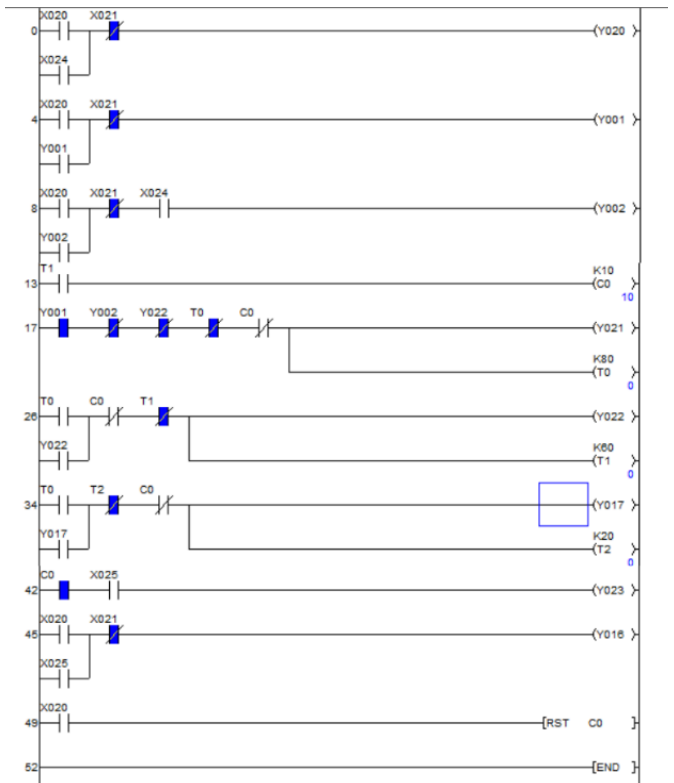 X020 X021
0 (Y020 )
X024
X020 X021
4 (Y001 )
Y001
X020 X021 X024
8 (Y002 )
Y002
T1 K10
13 (C0 )
10
Y001 Y002 Y022 T0 C0
17 (Y021 )
K80
(T0 )
0
T0 C0 T1
26 (Y022 )
Y022 K60
(T1 )
0
T0 T2 C0
34 (Y017 )
Y017 K20
(T2 )
0
C0 X025
42 (Y023 )
X020 X021
45 (Y016 )
X025
X020
49 [RST C0 ]
52 [END ]